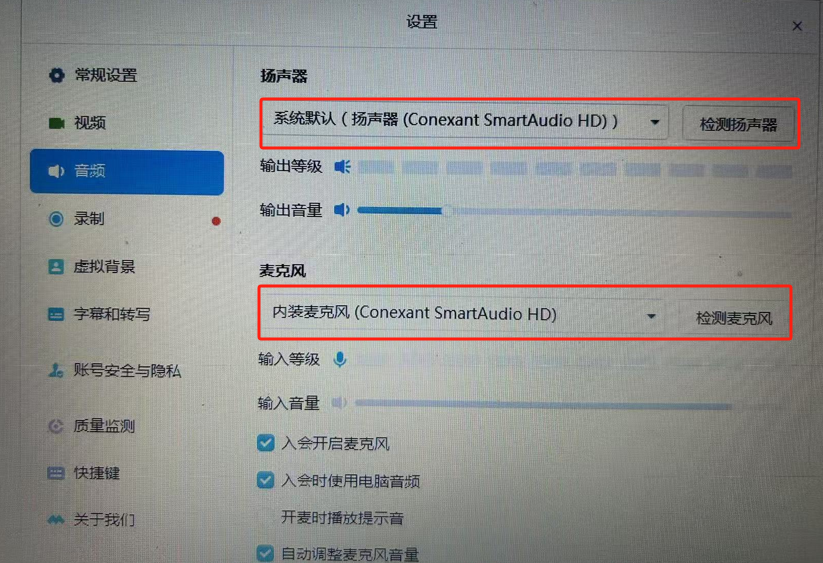 设置
常规设置
视频
音频
录制
虚拟背景
字幕和转写
账号安全与隐私
质量监测
快捷键
关于我们
扬声器
系统默认 ( 扬声器 (Conexant SmartAudio HD) )
检测扬声器
输出等级
输出音量
麦克风
内装麦克风 (Conexant SmartAudio HD)
检测麦克风
输入等级
输入音量
入会开启麦克风
入会时使用电脑音频
开麦时播放提示音
自动调整麦克风音量